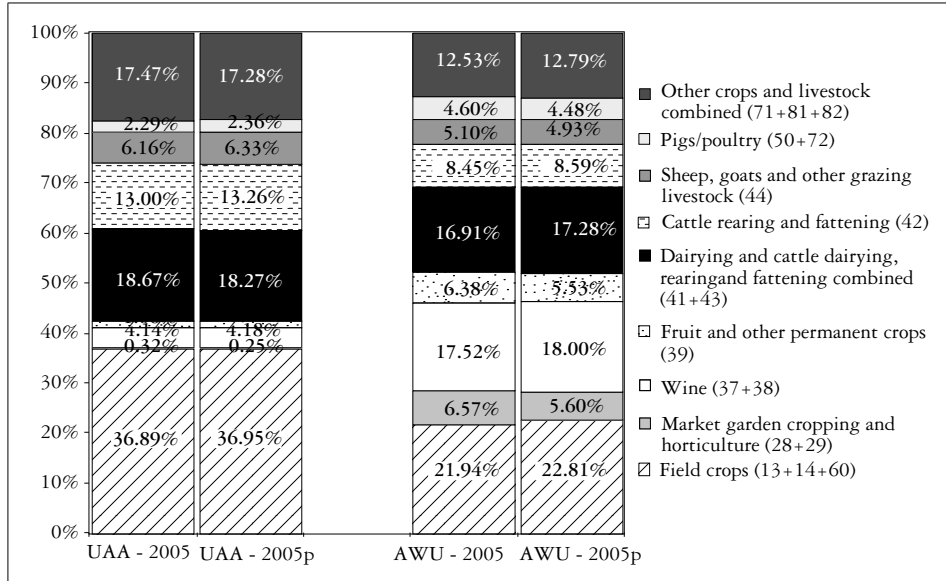 100%
90%
80%
70%
60%
50%
40%
30%
20%
10%
0%
17.47%
2.29%
6.16%
13.00%
18.67%
4.14%
0.32%
36.89%
UAA - 2005
17.28%
2.36%
6.33%
13.26%
18.27%
4.18%
0.25%
36.95%
UAA - 2005p
12.53%
4.60%
5.10%
8.45%
16.91%
6.38%
17.52%
6.57%
21.94%
AWU - 2005
12.79%
4.48%
4.93%
8.59%
17.28%
5.53%
18.00%
5.60%
22.81%
AWU - 2005p
Other crops and livestock
combined (71+81+82)
Pigs/poultry (50+72)
Sheep, goats and other grazing
livestock (44)
Cattle rearing and fattening (42)
Dairying and cattle dairying,
rearingand fattening combined
(41+43)
Fruit and other permanent crops
(39)
Wine (37+38)
Market garden cropping and
horticulture (28+29)
Field crops (13+14+60)